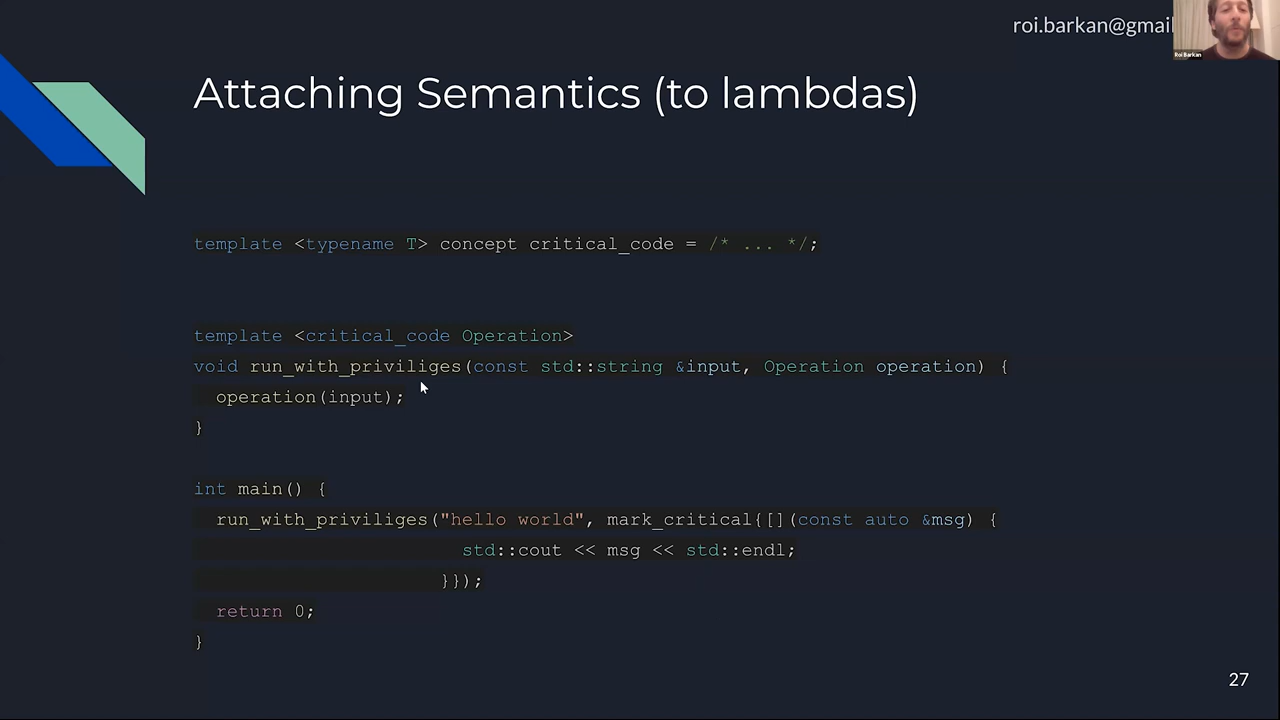 roi.barkan@gmail
Roi Barkan
Attaching Semantics (to lambdas)
template <typename T> concept critical_code = /* ... */;
template <critical_code Operation>
void run_with_priviliges(const std::string &input, Operation operation) {
operation(input);
}
int main() {
run_with_priviliges("hello world", mark_critical{[](const auto &msg) {
std::cout << msg << std::endl;
}});
return 0;
}
27